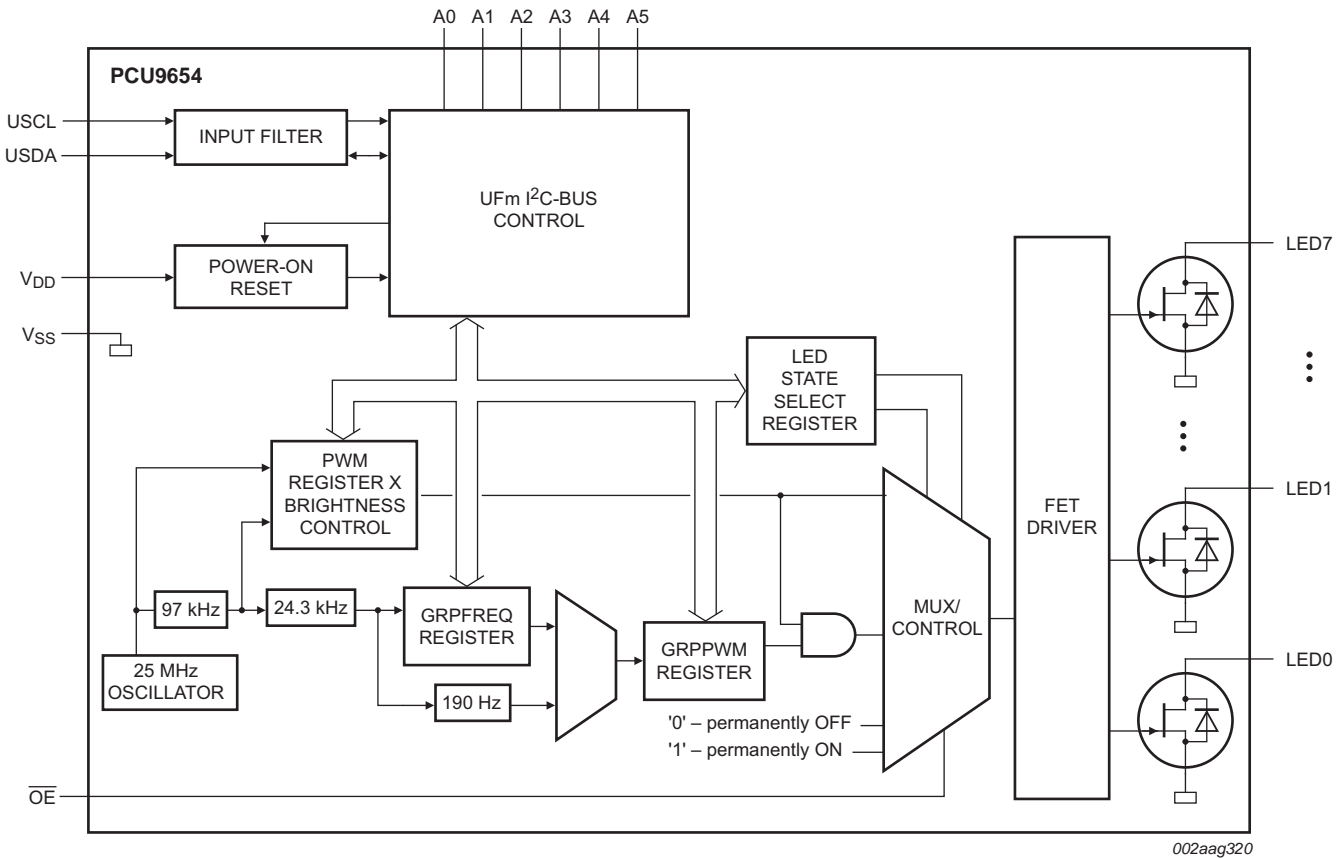 A0 A1 A2 A3 A4 A5
PCU9654
USCL
USDA
INPUT FILTER
UFm I²C-BUS
CONTROL
VDD
POWER-ON
RESET
VSS
LED7
LED
STATE
SELECT
REGISTER
PWM
REGISTER X
BRIGHTNESS
CONTROL
FET
DRIVER
LED1
97 kHz
24.3 kHz
GRPFREQ
REGISTER
MUX/
CONTROL
GRPPWM
REGISTER
25 MHz
OSCILLATOR
190 Hz
LED0
'0' – permanently OFF
'1' – permanently ON
O̅E̅
002aag320